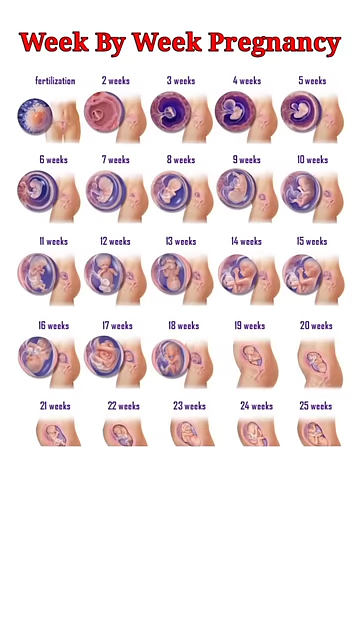 Week By Week Pregnancy
fertilization 2 weeks 3 weeks 4 weeks 5 weeks
6 weeks 7 weeks 8 weeks 9 weeks 10 weeks
11 weeks 12 weeks 13 weeks 14 weeks 15 weeks
16 weeks 17 weeks 18 weeks 19 weeks 20 weeks
21 weeks 22 weeks 23 weeks 24 weeks 25 weeks